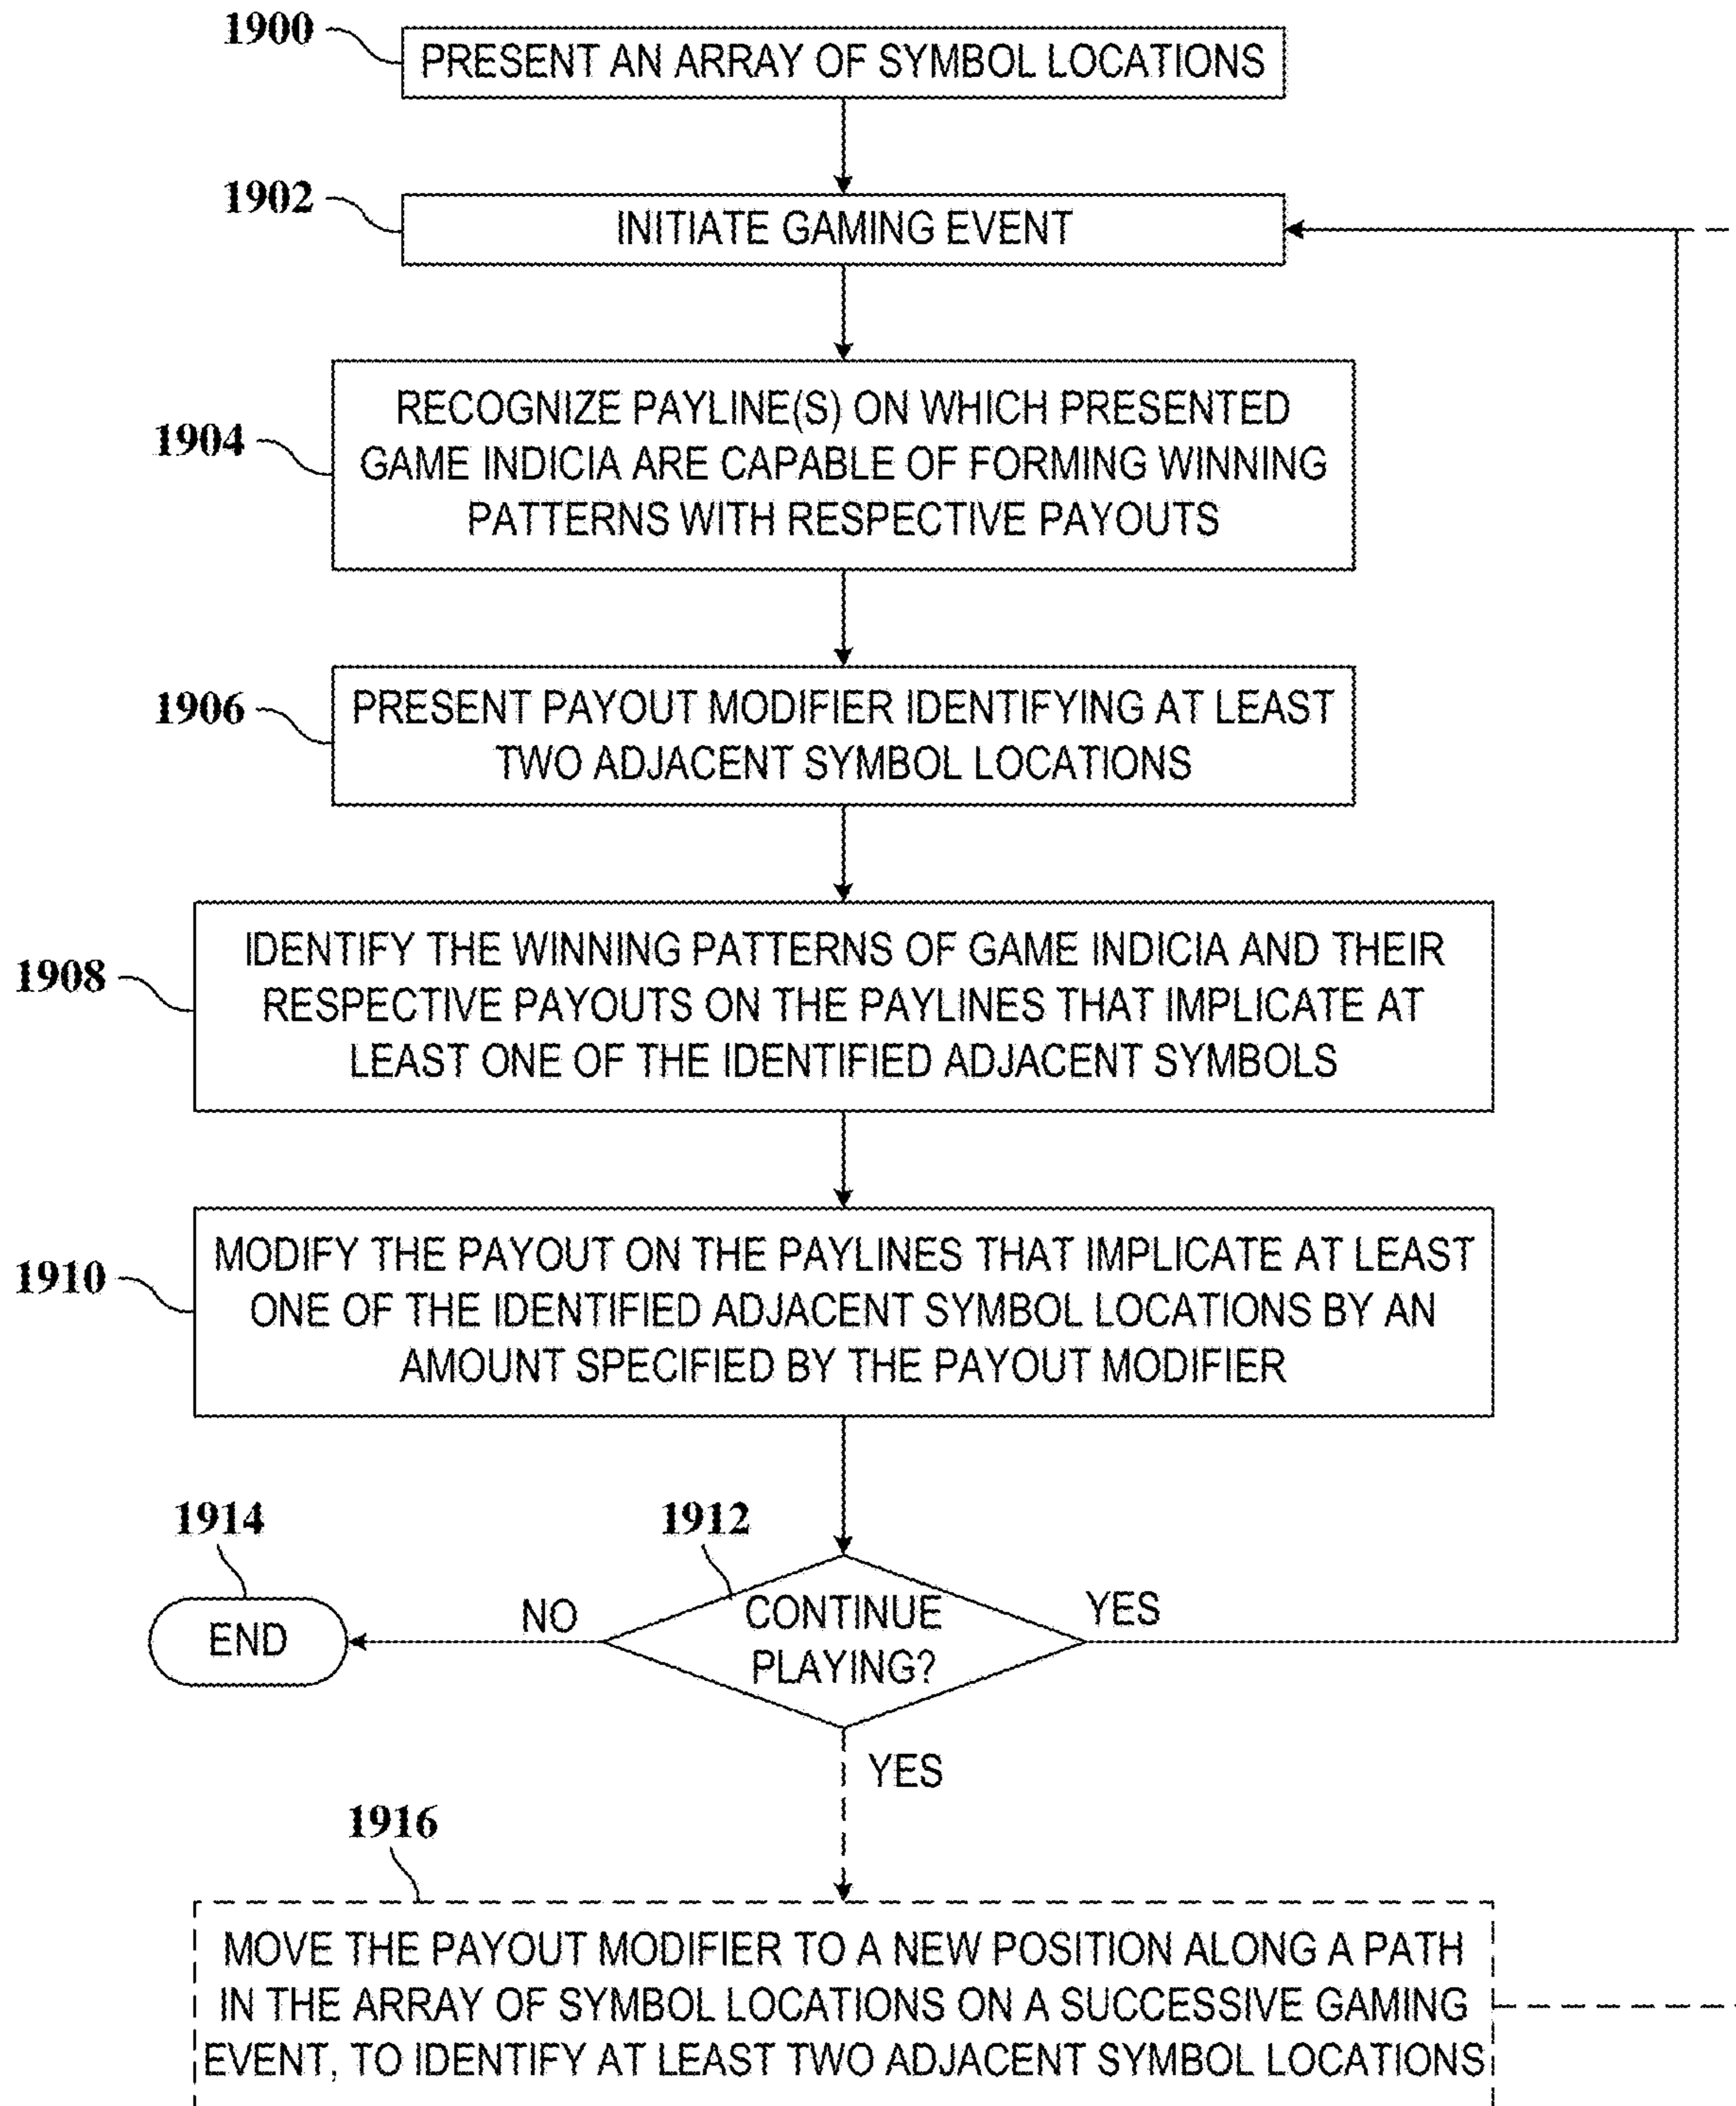 1900
PRESENT AN ARRAY OF SYMBOL LOCATIONS
1902
INITIATE GAMING EVENT
1904
RECOGNIZE PAYLINE(S) ON WHICH PRESENTED
GAME INDICIA ARE CAPABLE OF FORMING WINNING
PATTERNS WITH RESPECTIVE PAYOUTS
1906
PRESENT PAYOUT MODIFIER IDENTIFYING AT LEAST
TWO ADJACENT SYMBOL LOCATIONS
1908
IDENTIFY THE WINNING PATTERNS OF GAME INDICIA AND THEIR
RESPECTIVE PAYOUTS ON THE PAYLINES THAT IMPLICATE AT
LEAST ONE OF THE IDENTIFIED ADJACENT SYMBOLS
1910
MODIFY THE PAYOUT ON THE PAYLINES THAT IMPLICATE AT LEAST
ONE OF THE IDENTIFIED ADJACENT SYMBOL LOCATIONS BY AN
AMOUNT SPECIFIED BY THE PAYOUT MODIFIER
1914
END
NO
1912
CONTINUE
PLAYING?
YES
YES
1916
MOVE THE PAYOUT MODIFIER TO A NEW POSITION ALONG A PATH
IN THE ARRAY OF SYMBOL LOCATIONS ON A SUCCESSIVE GAMING
EVENT, TO IDENTIFY AT LEAST TWO ADJACENT SYMBOL LOCATIONS